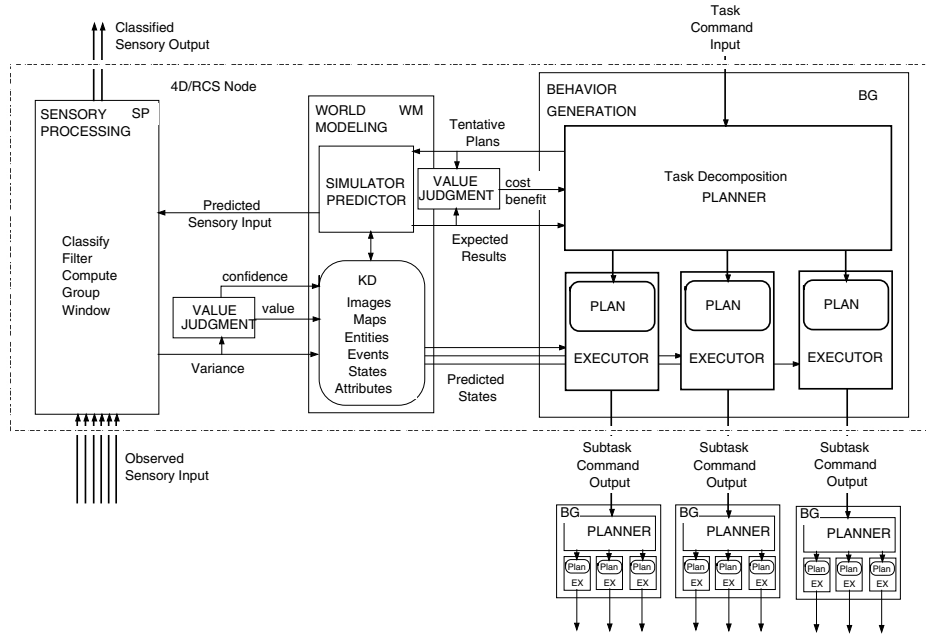 Classified
Sensory Output
Task
Command
Input
4D/RCS Node
SENSORY SP
PROCESSING
Classify
Filter
Compute
Group
Window
WORLD WM
MODELING
SIMULATOR
PREDICTOR
Predicted
Sensory Input
confidence
VALUE
JUDGMENT
value
Variance
KD
Images
Maps
Entities
Events
States
Attributes
Tentative
Plans
VALUE
JUDGMENT
cost
benefit
Expected
Results
Predicted
States
BEHAVIOR
GENERATION
BG
Task Decomposition
PLANNER
PLAN
EXECUTOR
PLAN
EXECUTOR
PLAN
EXECUTOR
Observed
Sensory Input
Subtask
Command
Output
Subtask
Command
Output
Subtask
Command
Output
BG
PLANNER
Plan Plan Plan
EX EX EX
BG
PLANNER
Plan Plan Plan
EX EX EX
BG
PLANNER
Plan Plan Plan
EX EX EX